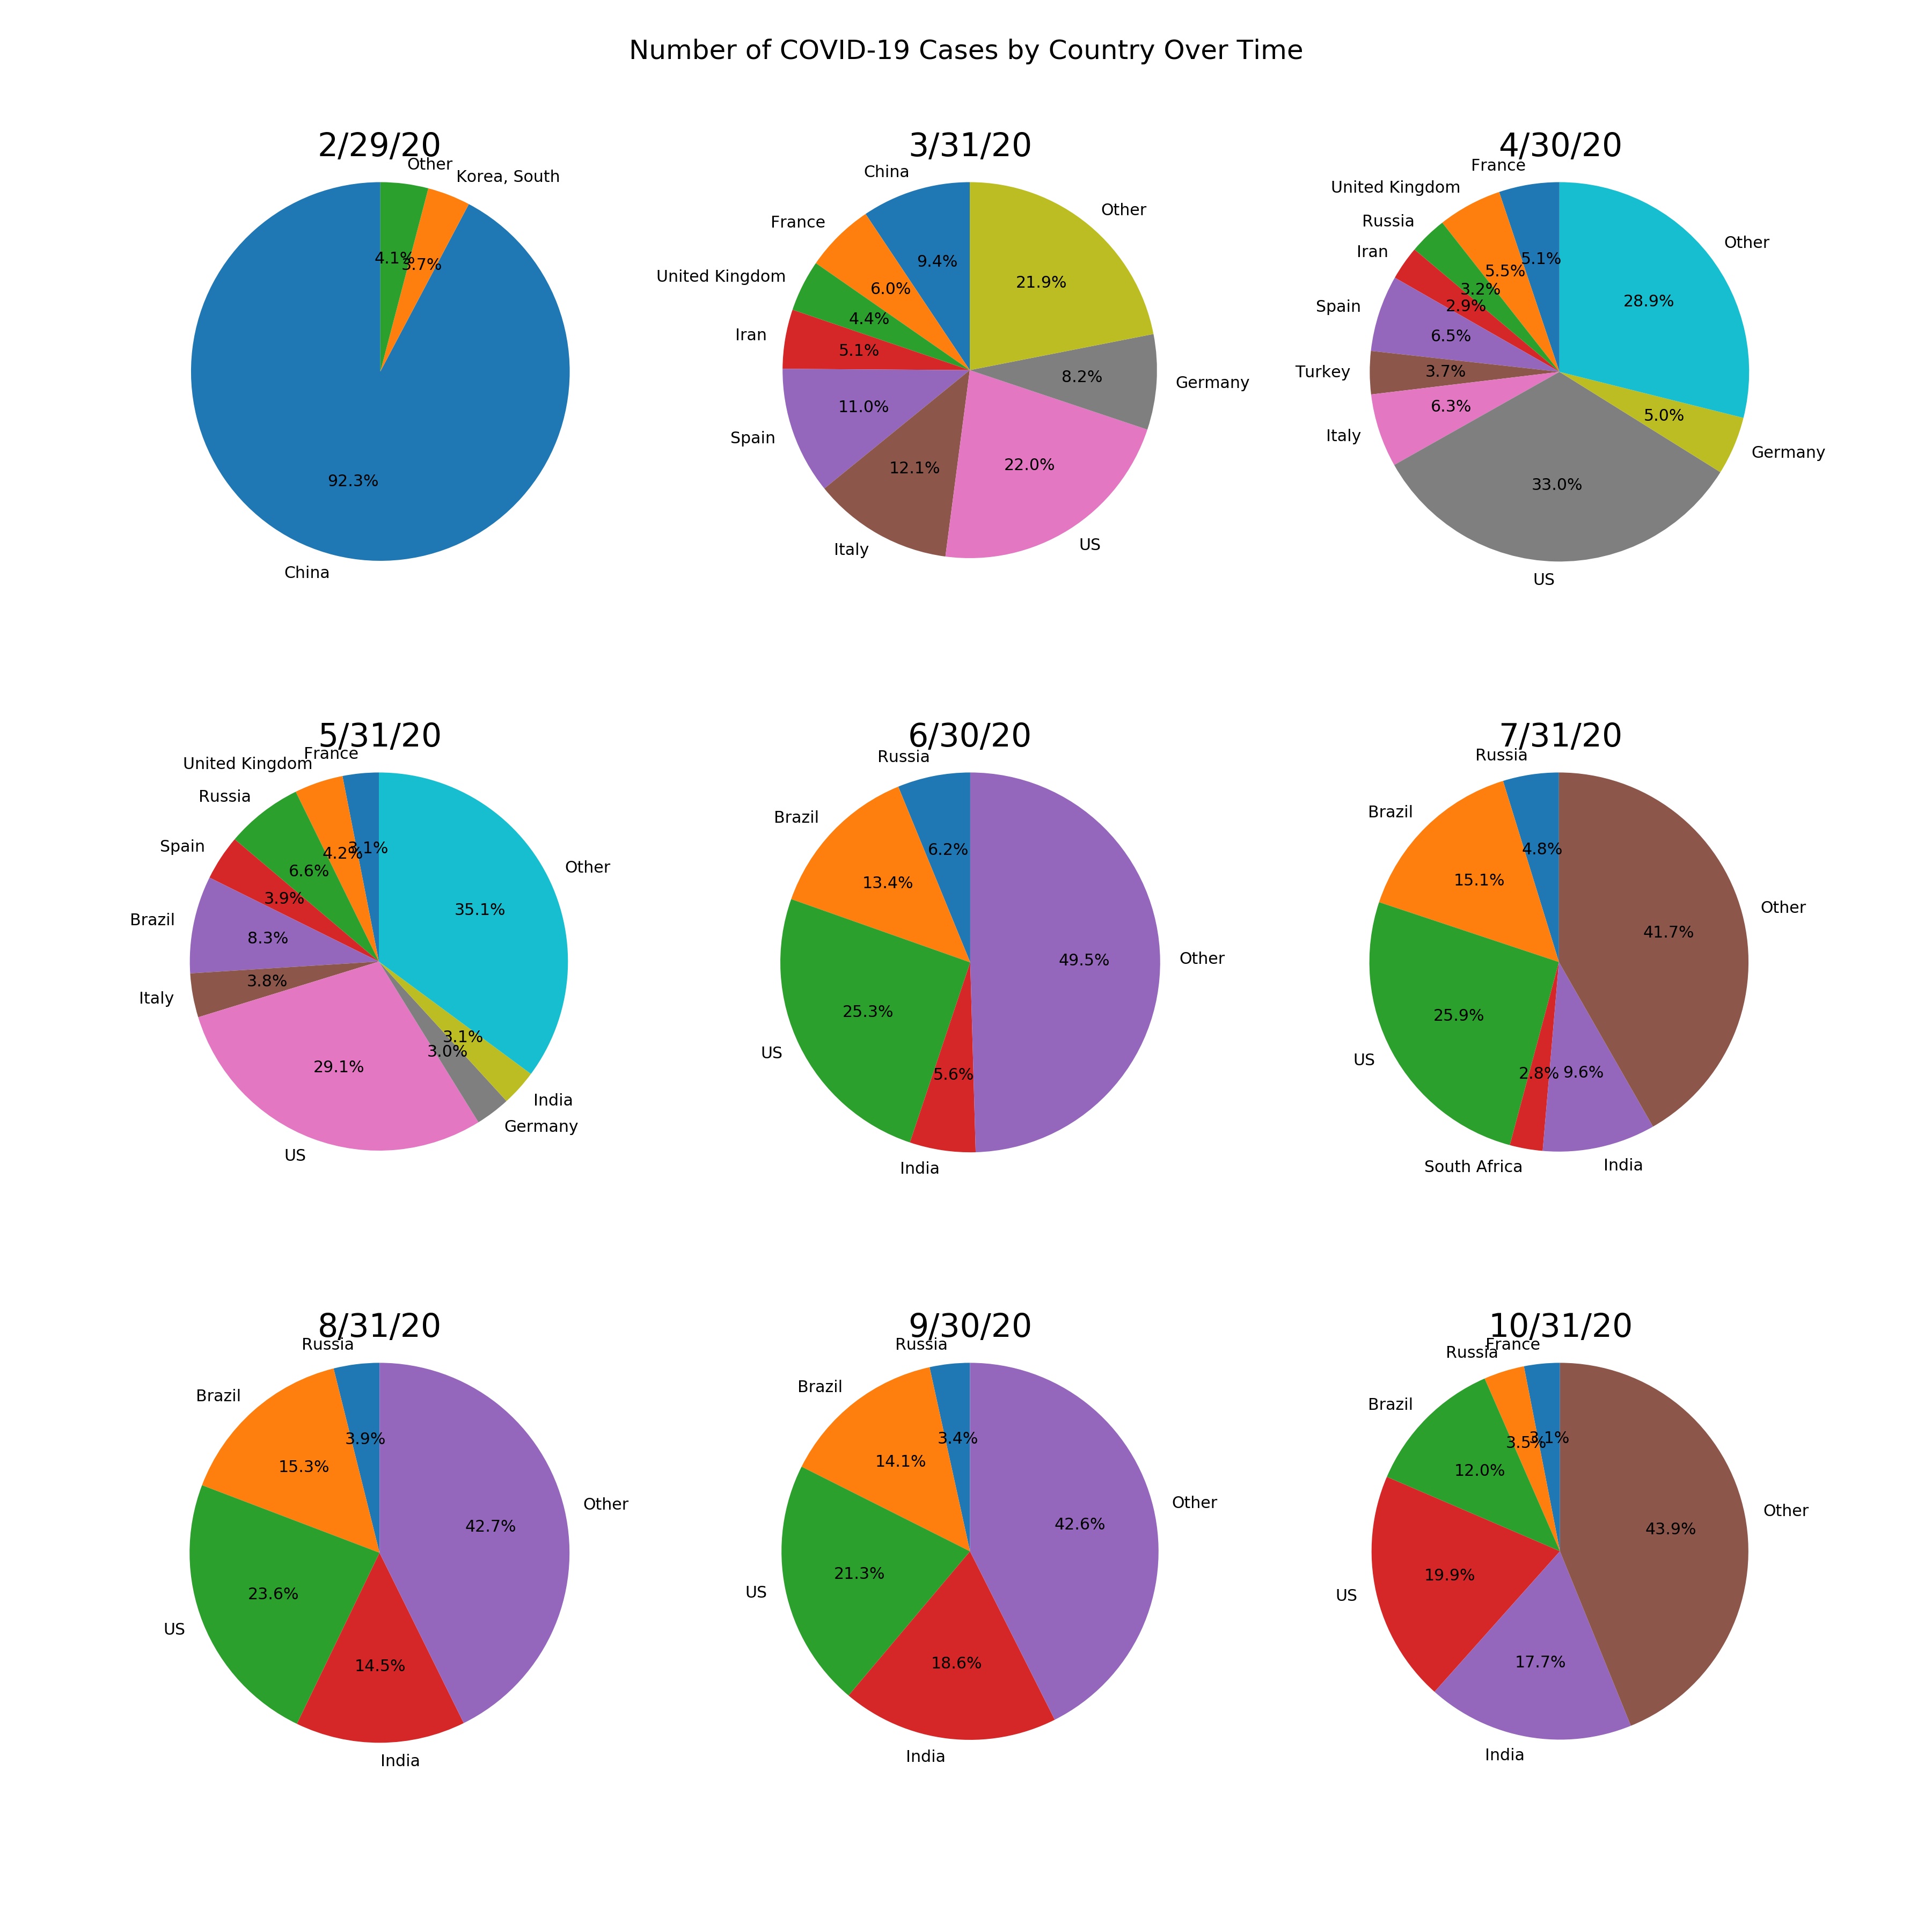 Number of COVID-19 Cases by Country Over Time
2/29/20
Other
Korea, South
4.1%
3.7%
92.3%
China
3/31/20
China
France
United Kingdom
Iran
Spain
Italy
US
Germany
Other
9.4%
6.0%
4.4%
5.1%
11.0%
12.1%
22.0%
8.2%
21.9%
4/30/20
France
United Kingdom
Russia
Iran
Spain
Turkey
Italy
US
Germany
Other
5.1%
5.5%
3.2%
2.9%
6.5%
3.7%
6.3%
33.0%
5.0%
28.9%
5/31/20
France
United Kingdom
Russia
Spain
Brazil
Italy
US
Germany
India
Other
3.1%
4.2%
6.6%
3.9%
8.3%
3.8%
29.1%
3.0%
3.1%
35.1%
6/30/20
Russia
Brazil
US
India
Other
6.2%
13.4%
25.3%
5.6%
49.5%
7/31/20
Russia
Brazil
US
South Africa
India
Other
4.8%
15.1%
25.9%
2.8%
9.6%
41.7%
8/31/20
Russia
Brazil
US
India
Other
3.9%
15.3%
23.6%
14.5%
42.7%
9/30/20
Russia
Brazil
US
India
Other
3.4%
14.1%
21.3%
18.6%
42.6%
10/31/20
France
Russia
Brazil
US
India
Other
3.1%
3.5%
12.0%
19.9%
17.7%
43.9%